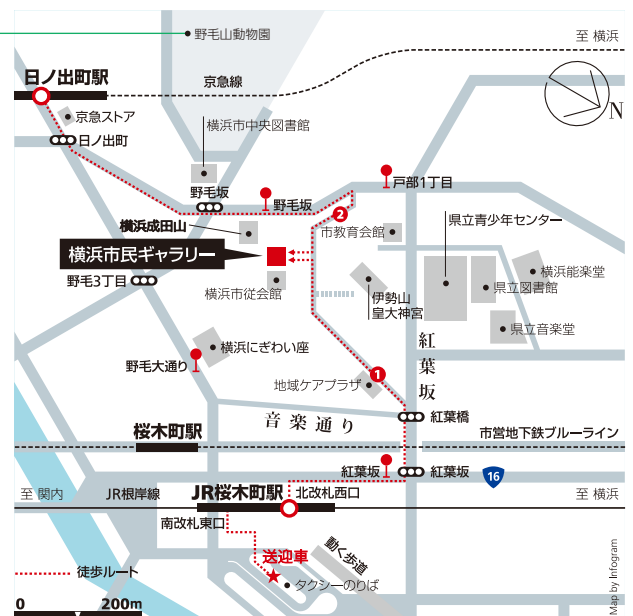 野毛山動物園
至 横浜
日ノ出町駅
京急線
N
京急ストア
日ノ出町
横浜市中央図書館
戸部1丁目
野毛坂
野毛坂
2
横浜成田山
市教育会館
県立青少年センター
横浜市民ギャラリー
野毛3丁目
横浜市従会館
伊勢山
皇大神宮
横浜能楽堂
県立図書館
県立音楽堂
紅葉坂
横浜にぎわい座
野毛大通り
地域ケアプラザ
1
音楽通り
紅葉橋
桜木町駅
市営地下鉄ブルーライン
紅葉坂
紅葉坂
16
至 関内
JR根岸線
JR桜木町駅
北改札西口
至 横浜
南改札東口
送迎車
動く歩道
タクシーのりば
徒歩ルート
0
200m
Map by Infogram